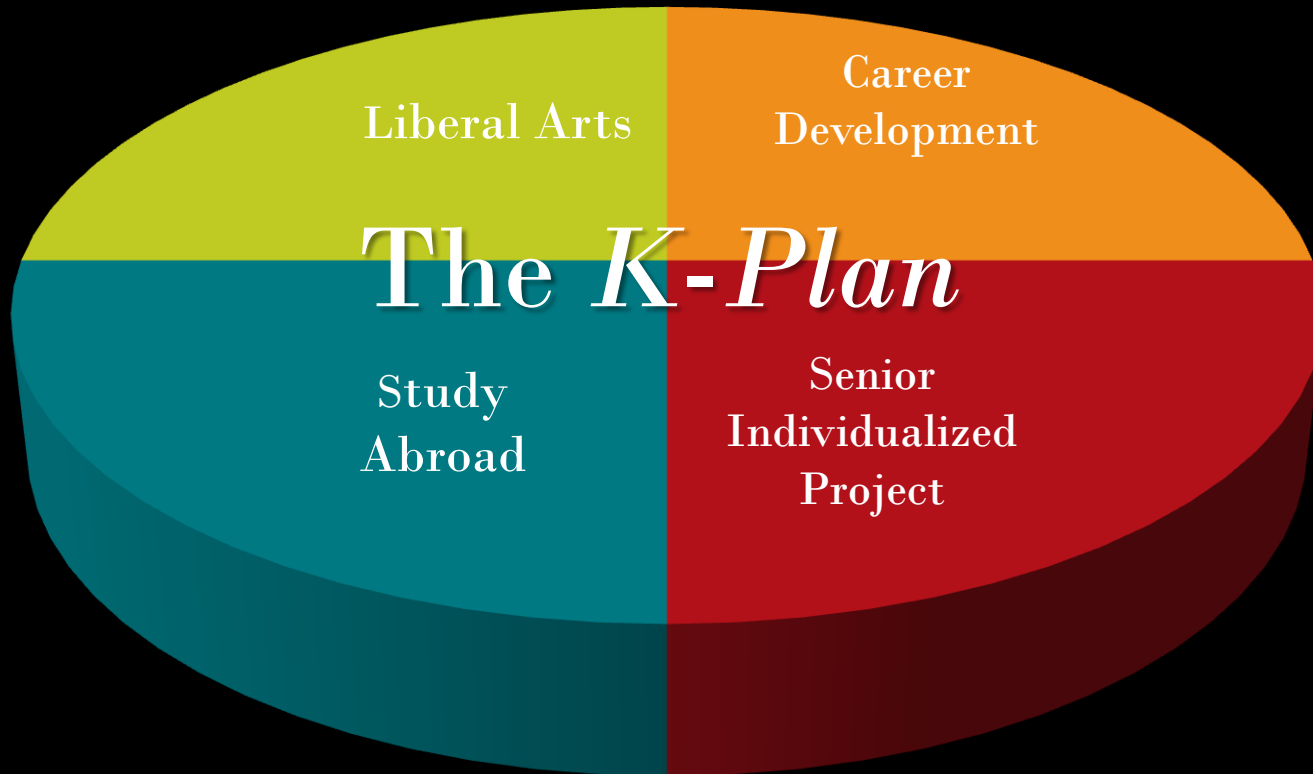 Liberal Arts
Career
Development
The K-Plan
Study
Abroad
Senior
Individualized
Project